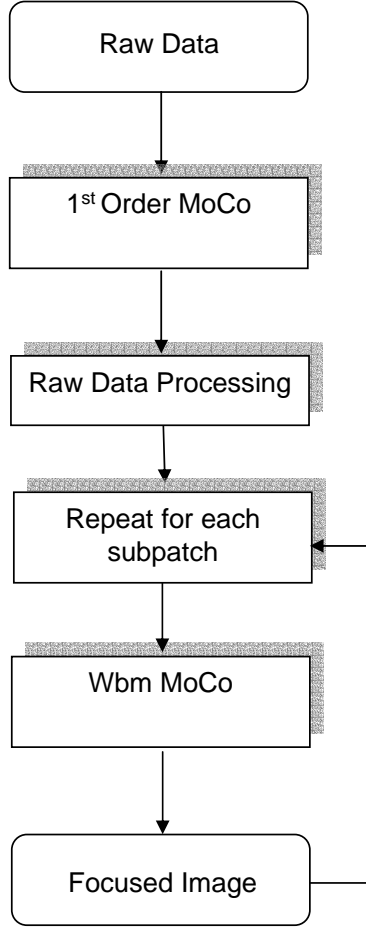 Raw Data
1st Order MoCo
Raw Data Processing
Repeat for each
subpatch
Wbm MoCo
Focused Image